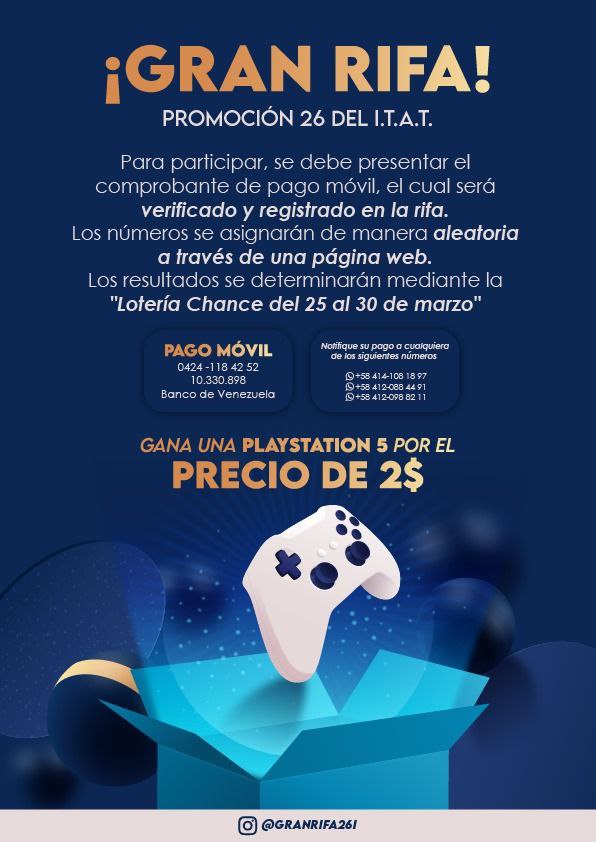 ¡GRAN RIFA!
PROMOCIÓN 26 DEL I.T.A.T.
Para participar, se debe presentar el
comprobante de pago móvil, el cual será
verificado y registrado en la rifa.
Los números se asignarán de manera aleatoria
a través de una página web.
Los resultados se determinarán mediante la
"Lotería Chance del 25 al 30 de marzo"
PAGO MÓVIL
0424 -118 42 52
10.330.898
Banco de Venezuela
Notifique su pago a cualquiera
de los siguientes números
+58 414-108 18 97
+58 412-088 44 91
+58 412-098 82 11
GANA UNA PLAYSTATION 5 POR EL
PRECIO DE 2$
@GRANRIFA261